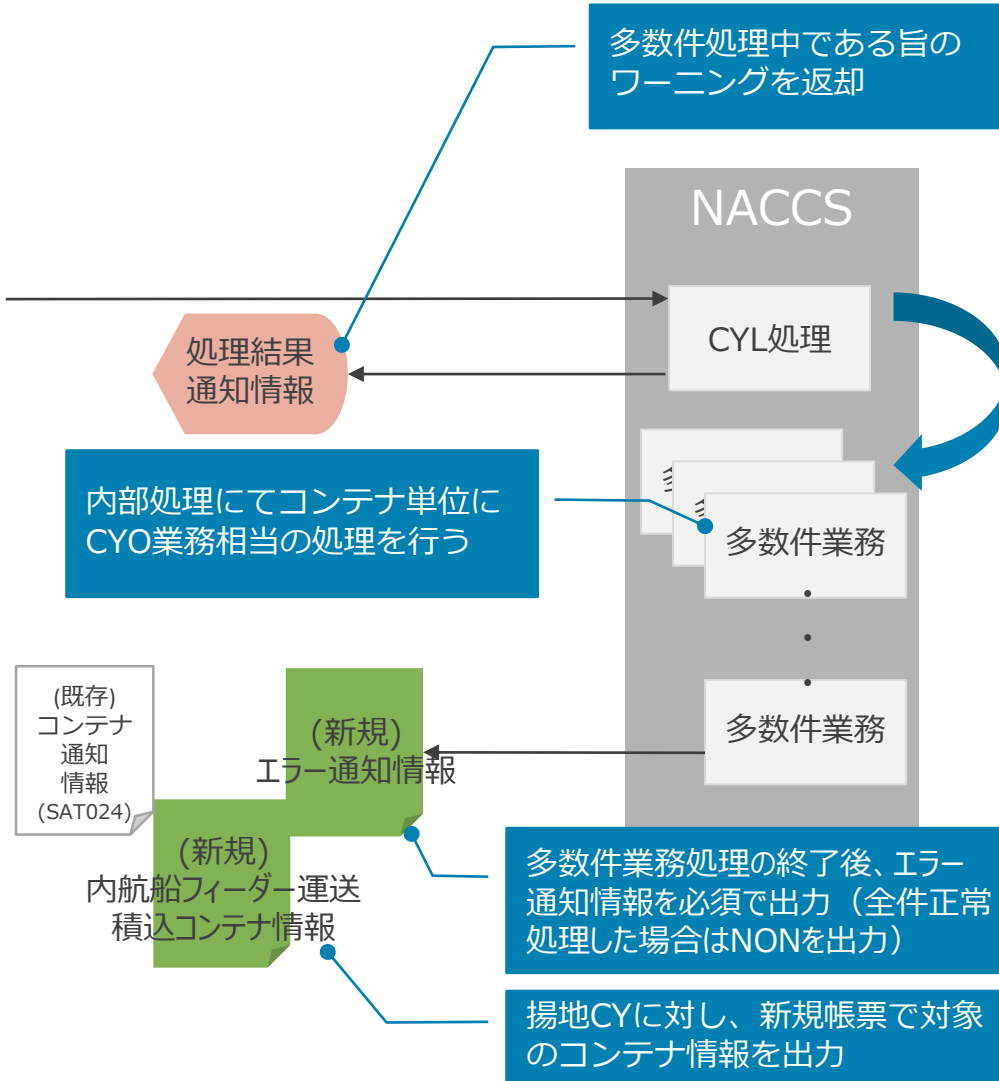 多数件処理中である旨の
ワーニングを返却
NACCS
CYL処理
処理結果
通知情報
内部処理にてコンテナ単位に
CYO業務相当の処理を行う
多数件業務
・
・
・
多数件業務
(既存)
コンテナ
通知
情報
(SAT024)
(新規)
エラー通知情報
(新規)
内航船フィーダー運送
積込コンテナ情報
多数件業務処理の終了後、エラー
通知情報を必須で出力（全件正常
処理した場合はNONを出力）
揚地CYに対し、新規帳票で対象
のコンテナ情報を出力